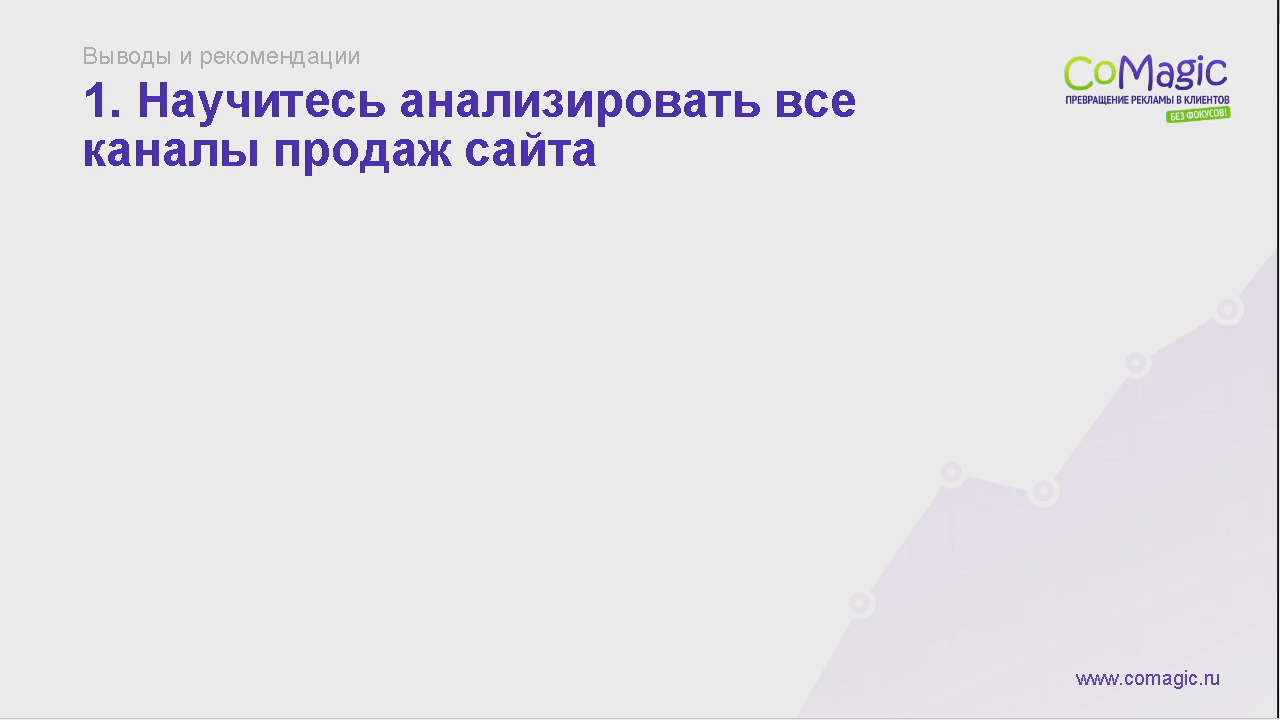 Выводы и рекомендации
1. Научитесь анализировать все
каналы продаж сайта
CoMagic
ПРЕВРАЩЕНИЕ РЕКЛАМЫ В КЛИЕНТОВ
БЕЗ ФОКУСОВ!
www.comagic.ru